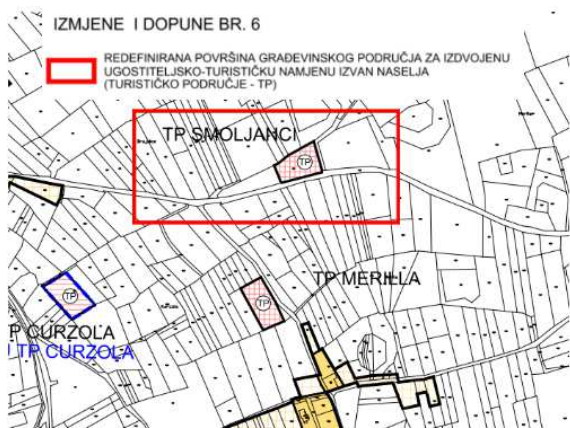 IZMJENE I DOPUNE BR. 6
REDEFINIRANA POVRŠINA GRAĐEVINSKOG PODRUČJA ZA IZDVOJENU
UGOSTITELJSKO-TURISTIČKU NAMJENU IZVAN NASELJA
(TURISTIČKO PODRUČJE - TP)
TP SMOLJANCI
TP
TP MERILLA
TP
TP
P CURZOLA
TP CURZOLA